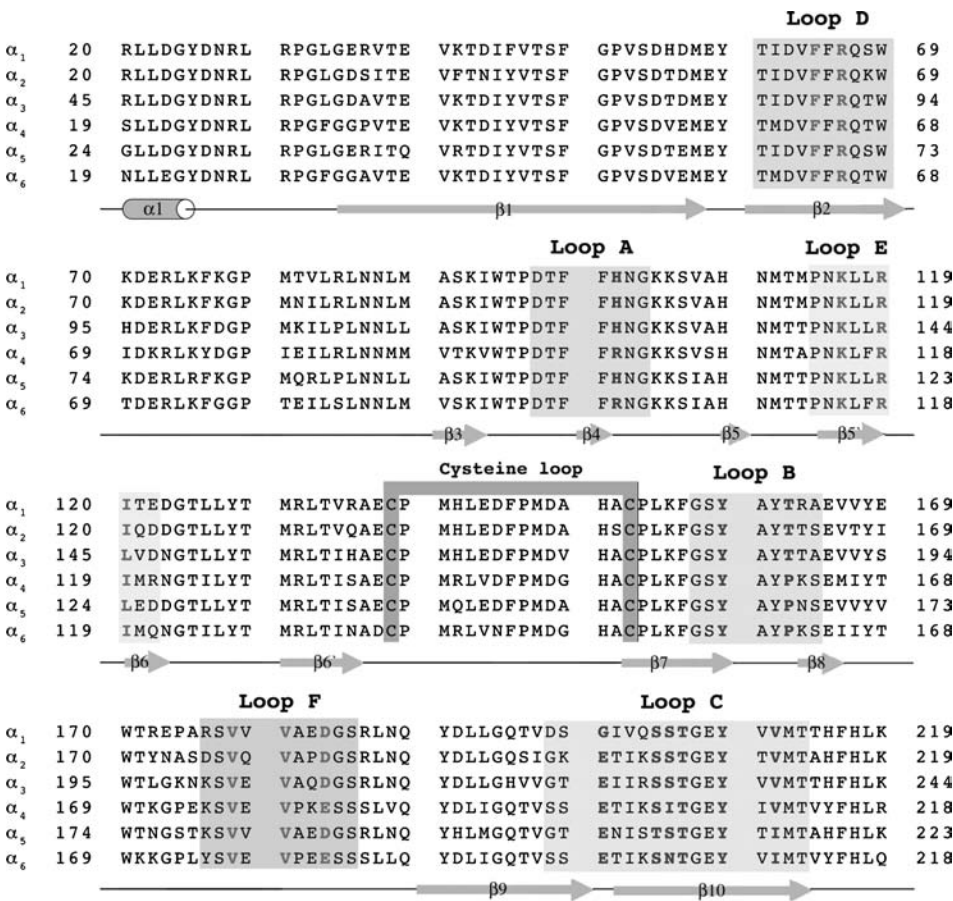 Loop D
α1 20 RLLDGYDNRL RPGLGERVTE VKTDIFVTSF GPVSDHDMEY TIDVFFRQSW 69
α2 20 RLLDGYDNRL RPGLGDSITE VFTNIYVTSF GPVSDTDMEY TIDVFFRQKW 69
α3 45 RLLDGYDNRL RPGLGDAVTE VKTDIYVTSF GPVSDTDMEY TIDVFFRQTW 94
α4 19 SLLDGYDNRL RPGFGGPVTE VKTDIYVTSF GPVSDVEMEY TMDVFFRQTW 68
α5 24 GLLDGYDNRL RPGLGERITQ VRTDIYVTSF GPVSDTEMEY TIDVFFRQSW 73
α6 19 NLLEGYDNRL RPGFGGAVTE VKTDIYVTSF GPVSDVEMEY TMDVFFRQTW 68
α1 β1 β2
Loop A Loop E
α1 70 KDERLKFKGP MTVLRLNNLM ASKIWTPDTF FHNGKKSVAH NMTMPNKLLR 119
α2 70 KDERLKFKGP MNILRLNNLM ASKIWTPDTF FHNGKKSVAH NMTMPNKLLR 119
α3 95 HDERLKFDGP MKILPLNNLL ASKIWTPDTF FHNGKKSVAH NMTTPNKLLR 144
α4 69 IDKRLKYDGP IEILRLNNMM VTKVWTPDTF FRNGKKSVSH NMTAPNKLFR 118
α5 74 KDERLRFKGP MQRLPLNNLL ASKIWTPDTF FHNGKKSIAH NMTTPNKLLR 123
α6 69 TDERLKFGGP TEILSLNNLM VSKIWTPDTF FRNGKKSIAH NMTTPNKLFR 118
β3 β4 β5 β5'
Cysteine loop Loop B
α1 120 ITEDGTLLYT MRLTVRAECP MHLEDFPMDA HACPLKFGSY AYTRAEVVYE 169
α2 120 IQDDGTLLYT MRLTVQAECP MHLEDFPMDA HSCPLKFGSY AYTTSEVTYI 169
α3 145 LVDNGTLLYT MRLTIHAECP MHLEDFPMDV HACPLKFGSY AYTTAEVVYS 194
α4 119 IMRNGTILYT MRLTISAECP MRLVDFPMDG HACPLKFGSY AYPKSEMIYT 168
α5 124 LEDDGTLLYT MRLTISAECP MQLEDFPMDA HACPLKFGSY AYPNSEVVYV 173
α6 119 IMQNGTILYT MRLTINADCP MRLVNFPMDG HACPLKFGSY AYPKSEIIYT 168
β6 β6' β7 β8
Loop F Loop C
α1 170 WTREPARSVV VAEDGSRLNQ YDLLGQTVDS GIVQSSTGEY VVMTTHFHLK 219
α2 170 WTYNASDSVQ VAPDGSRLNQ YDLLGQSIGK ETIKSSTGEY VVMTAHFHLK 219
α3 195 WTLGKNKSVE VAQDGSRLNQ YDLLGHVVGT EIIRSSTGEY VVMTTHFHLK 244
α4 169 WTKGPEKSVE VPKESSSLVQ YDLIGQTVSS ETIKSITGEY IVMTVYFHLR 218
α5 174 WTNGSTKSVV VAEDGSRLNQ YHLMGQTVGT ENISTSTGEY TIMTAHFHLK 223
α6 169 WKKGPLYSVE VPEESSSLLQ YDLIGQTVSS ETIKSNTGEY VIMTVYFHLQ 218
β9 β10